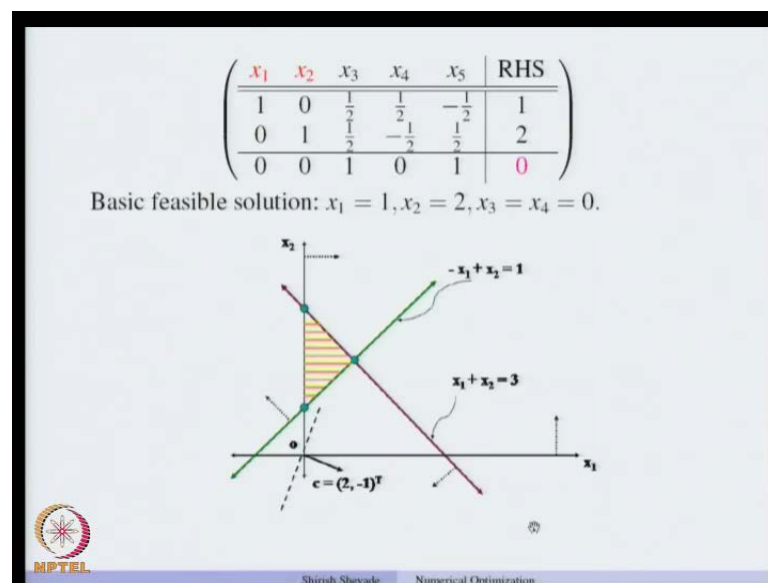 x₁ x₂ x₃ x₄ x₅ RHS
1 0 1/2 1/2 -1/2 1
0 1 1/2 -1/2 1/2 2
0 0 1 0 1 0
Basic feasible solution: x₁ = 1, x₂ = 2, x₃ = x₄ = 0.
x₂
- x₁ + x₂ = 1
x₁ + x₂ = 3
o
x₁
c = (2, -1)ᵀ
NPTEL
Shirish Shevade Numerical Optimization